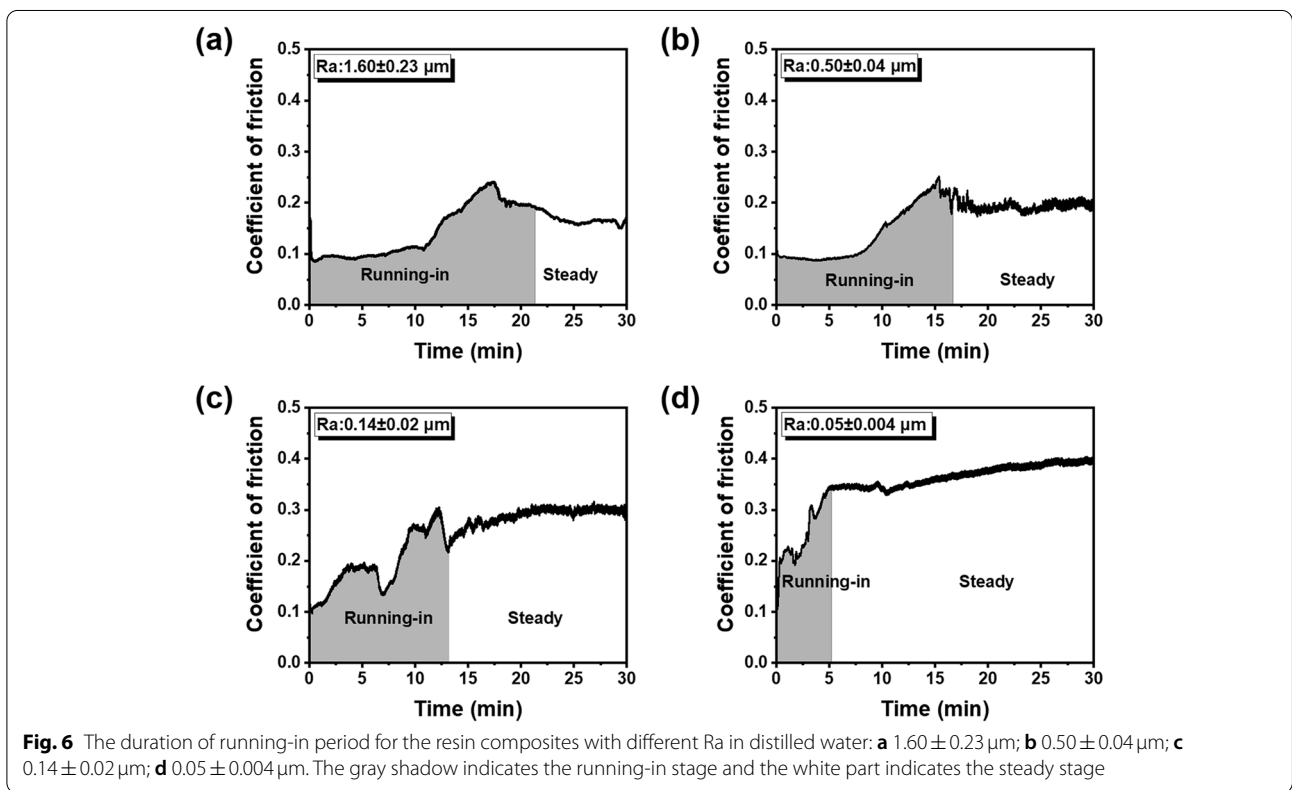 (a)
Ra:1.60±0.23 μm
Coefficient of friction
0.5
0.4
0.3
0.2
0.1
0.0
Running-in
Steady
0 5 10 15 20 25 30
Time (min)
(b)
Ra:0.50±0.04 μm
Coefficient of friction
0.5
0.4
0.3
0.2
0.1
0.0
Running-in
Steady
0 5 10 15 20 25 30
Time (min)
(c)
Ra:0.14±0.02 μm
Coefficient of friction
0.5
0.4
0.3
0.2
0.1
0.0
Running-in
Steady
0 5 10 15 20 25 30
Time (min)
(d)
Ra:0.05±0.004 μm
Coefficient of friction
0.5
0.4
0.3
0.2
0.1
0.0
Running-in
Steady
0 5 10 15 20 25 30
Time (min)
Fig. 6 The duration of running-in period for the resin composites with different Ra in distilled water: a 1.60 ± 0.23 μm; b 0.50 ± 0.04 μm; c
0.14 ± 0.02 μm; d 0.05 ± 0.004 μm. The gray shadow indicates the running-in stage and the white part indicates the steady stage